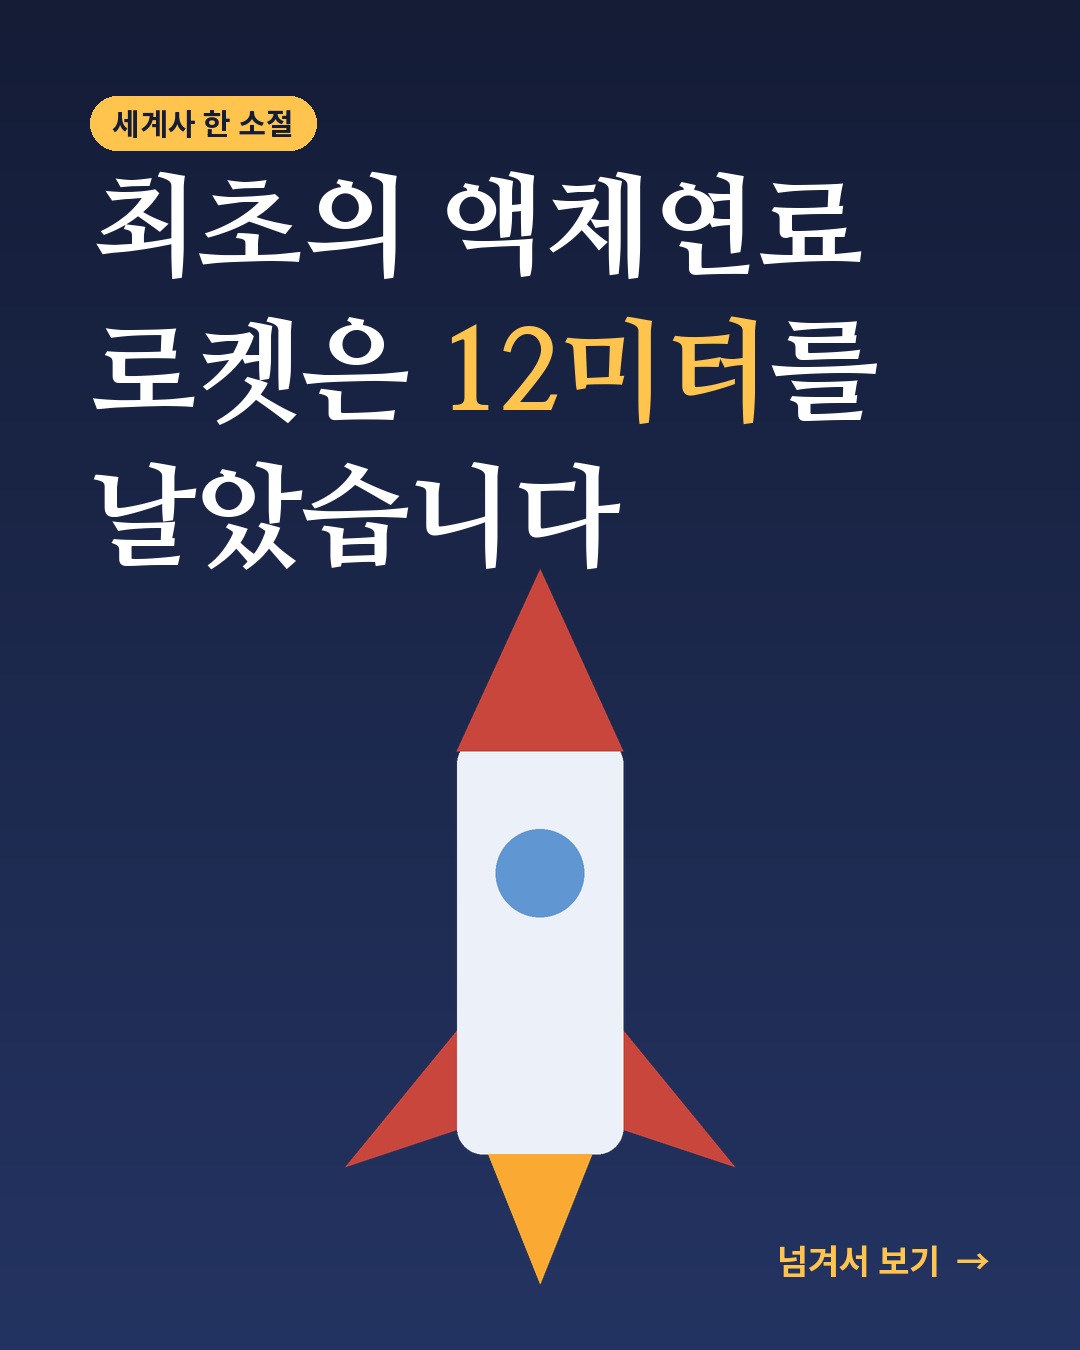 세계사 한 소절
최초의 액체연료
로켓은 12미터를
날았습니다
넘겨서 보기 →